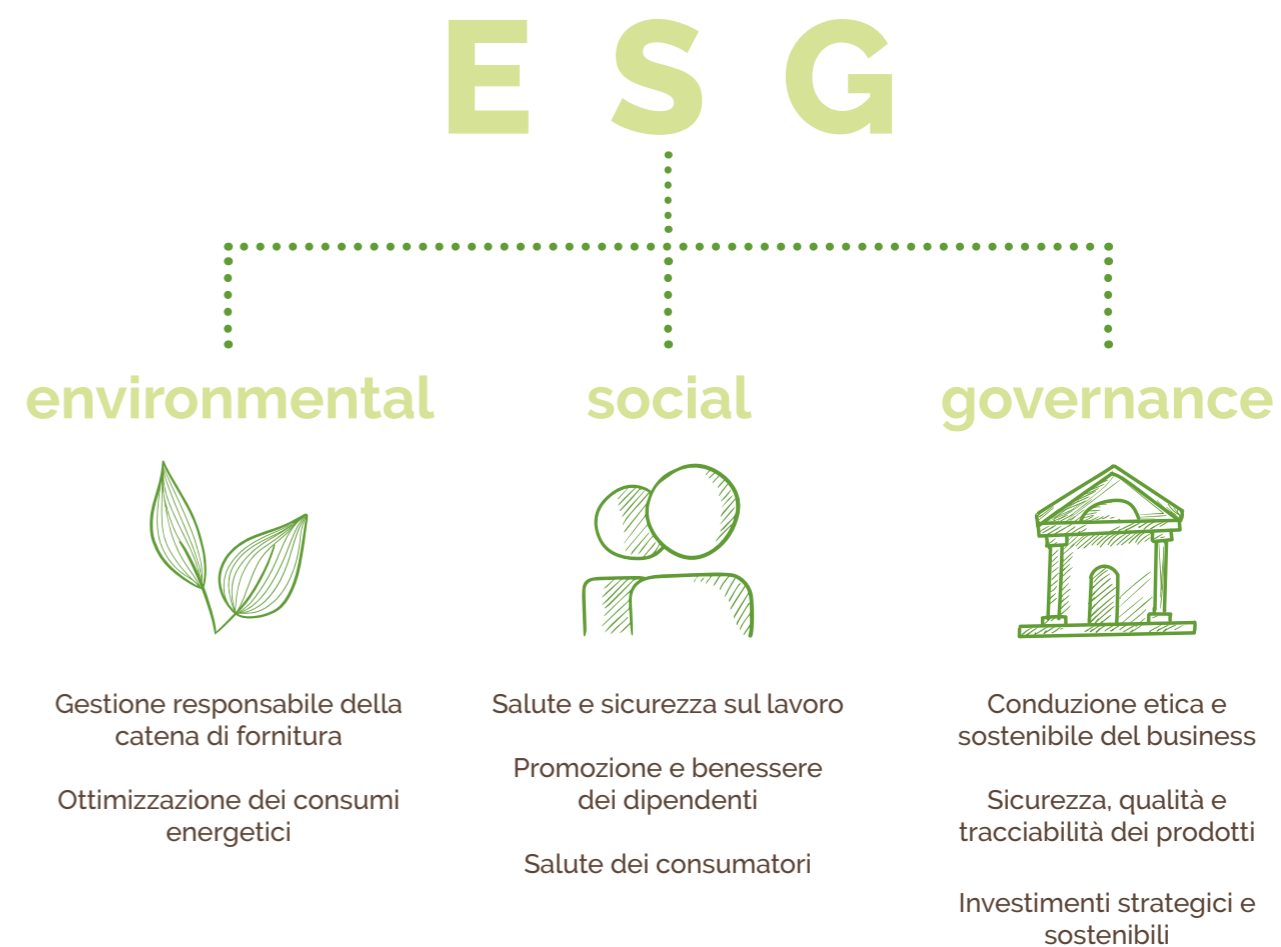 E S G
environmental
social
governance
Gestione responsabile della
catena di fornitura
Ottimizzazione dei consumi
energetici
Salute e sicurezza sul lavoro
Promozione e benessere
dei dipendenti
Salute dei consumatori
Conduzione etica e
sostenibile del business
Sicurezza, qualità e
tracciabilità dei prodotti
Investimenti strategici e
sostenibili